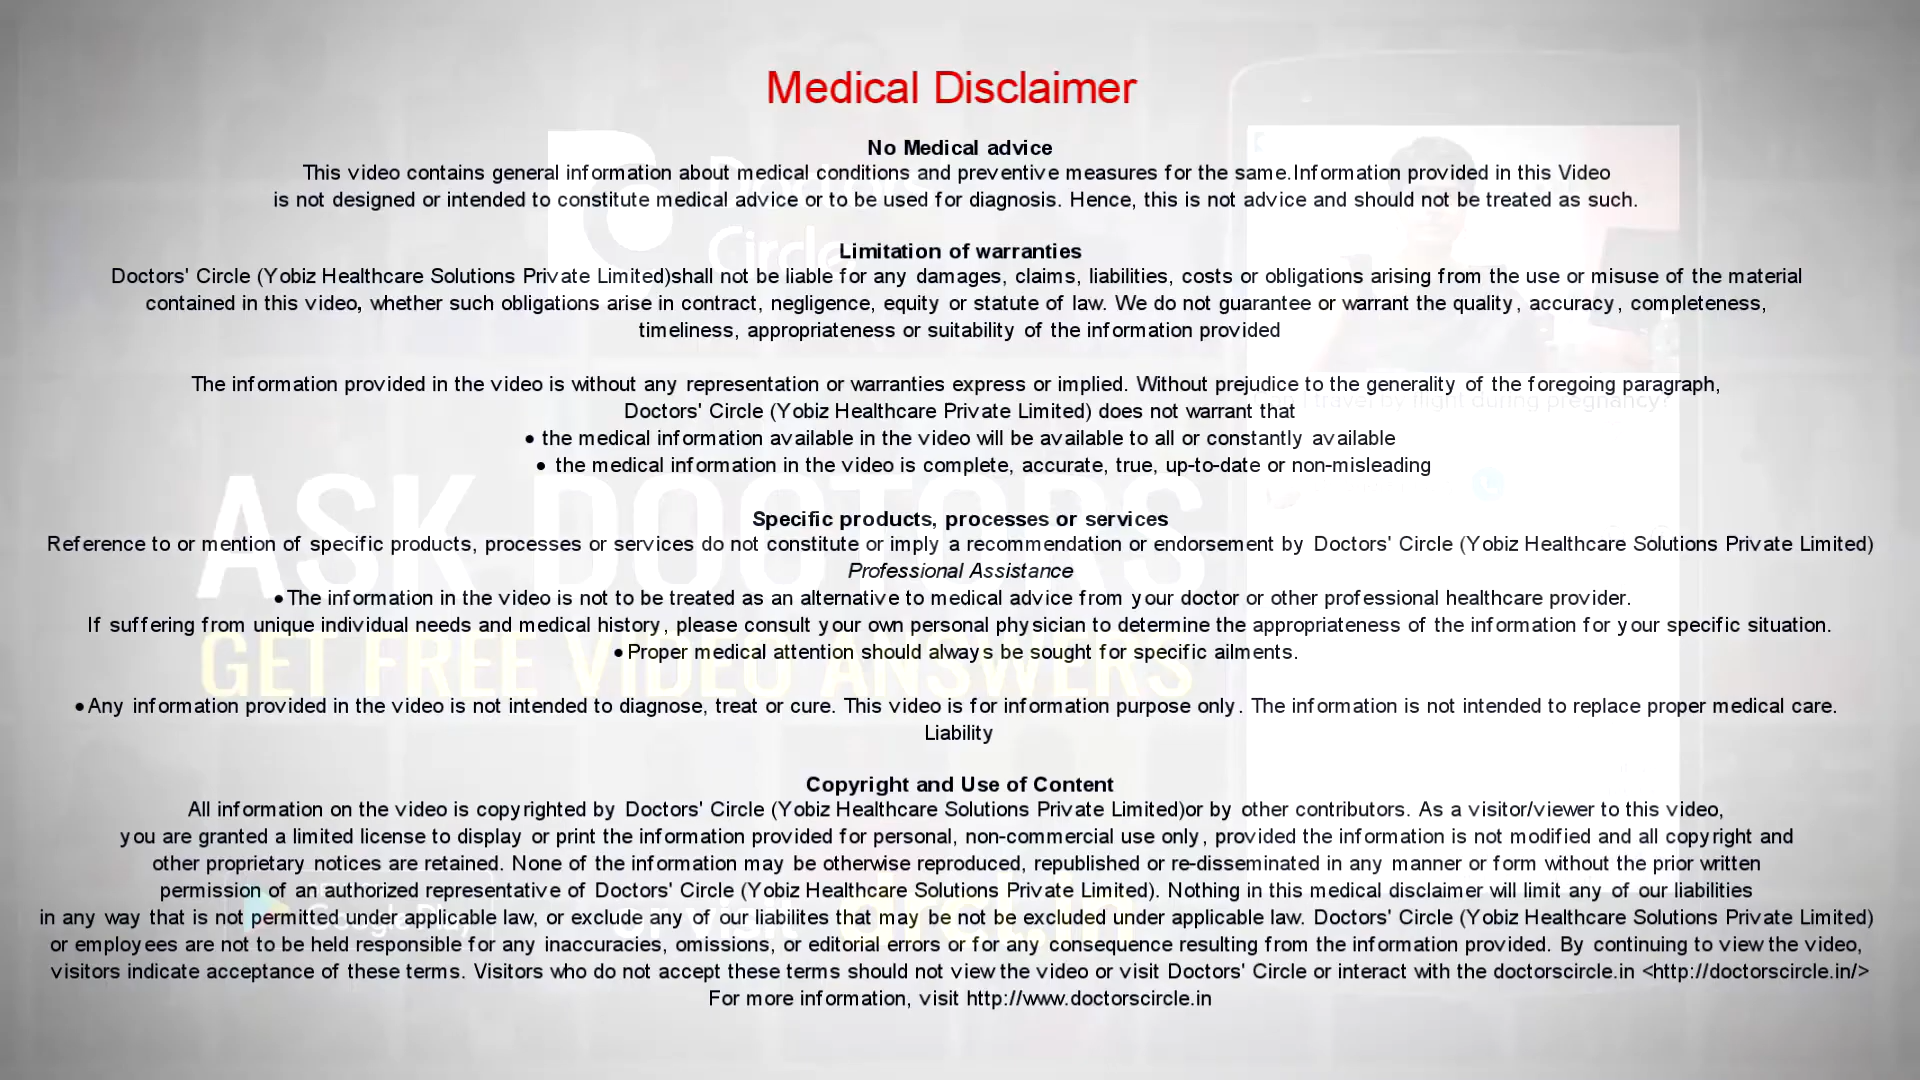 Medical Disclaimer
No Medical advice
This video contains general information about medical conditions and preventive measures for the same.Information provided in this Video
is not designed or intended to constitute medical advice or to be used for diagnosis. Hence, this is not advice and should not be treated as such.
Limitation of warranties
Doctors' Circle (Yobiz Healthcare Solutions Private Limited)shall not be liable for any damages, claims, liabilities, costs or obligations arising from the use or misuse of the material
contained in this video, whether such obligations arise in contract, negligence, equity or statute of law. We do not guarantee or warrant the quality, accuracy, completeness,
timeliness, appropriateness or suitability of the information provided
The information provided in the video is without any representation or warranties express or implied. Without prejudice to the generality of the foregoing paragraph,
Doctors' Circle (Yobiz Healthcare Private Limited) does not warrant that
• the medical information available in the video will be available to all or constantly available
• the medical information in the video is complete, accurate, true, up-to-date or non-misleading
Specific products, processes or services
Reference to or mention of specific products, processes or services do not constitute or imply a recommendation or endorsement by Doctors' Circle (Yobiz Healthcare Solutions Private Limited)
Professional Assistance
•The information in the video is not to be treated as an alternative to medical advice from your doctor or other professional healthcare provider.
If suffering from unique individual needs and medical history, please consult your own personal physician to determine the appropriateness of the information for your specific situation.
•Proper medical attention should always be sought for specific ailments.
•Any information provided in the video is not intended to diagnose, treat or cure. This video is for information purpose only. The information is not intended to replace proper medical care.
Liability
Copyright and Use of Content
All information on the video is copyrighted by Doctors' Circle (Yobiz Healthcare Solutions Private Limited)or by other contributors. As a visitor/viewer to this video,
you are granted a limited license to display or print the information provided for personal, non-commercial use only, provided the information is not modified and all copyright and
other proprietary notices are retained. None of the information may be otherwise reproduced, republished or re-disseminated in any manner or form without the prior written
permission of an authorized representative of Doctors' Circle (Yobiz Healthcare Solutions Private Limited). Nothing in this medical disclaimer will limit any of our liabilities
in any way that is not permitted under applicable law, or exclude any of our liabilites that may be not be excluded under applicable law. Doctors' Circle (Yobiz Healthcare Solutions Private Limited)
or employees are not to be held responsible for any inaccuracies, omissions, or editorial errors or for any consequence resulting from the information provided. By continuing to view the video,
visitors indicate acceptance of these terms. Visitors who do not accept these terms should not view the video or visit Doctors' Circle or interact with the doctorscircle.in <http://doctorscircle.in/>
For more information, visit http://www.doctorscircle.in
Doctors'
Circle
Can I travel by flight during pregnancy?
ASK DOCTORS
GET FREE VIDEO ANSWERS
Google Play
or visit drct.in